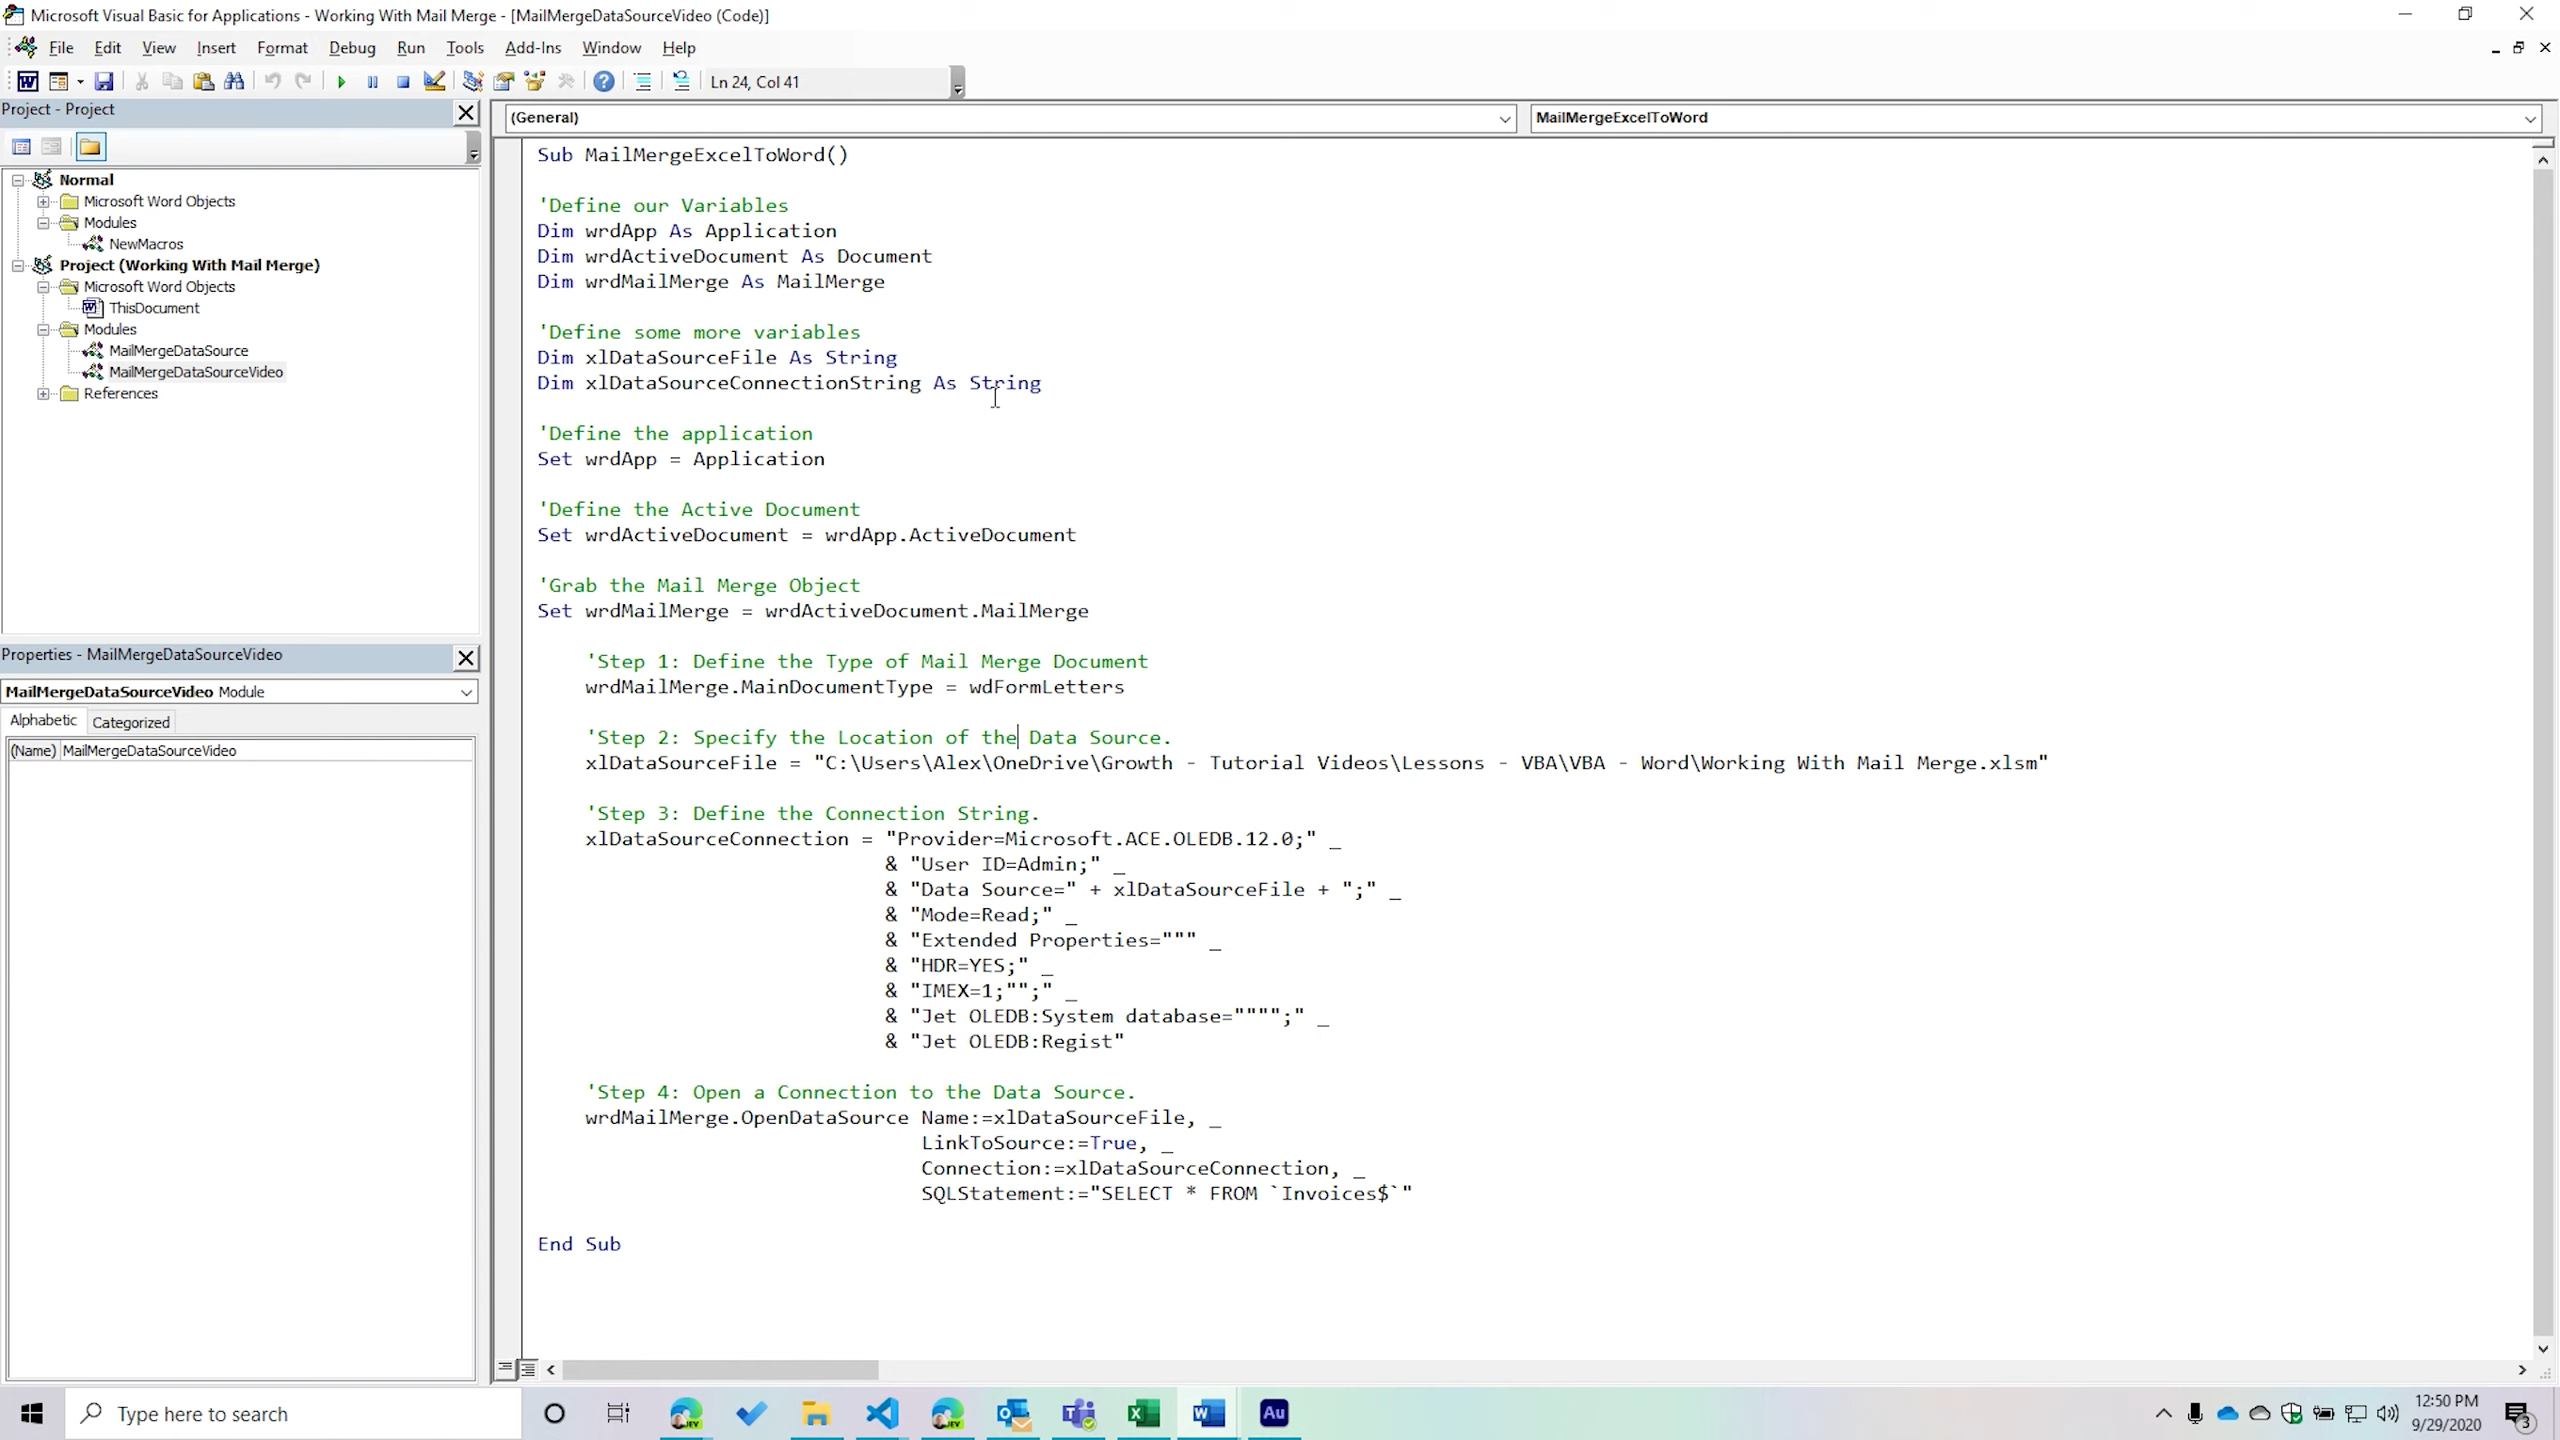 Microsoft Visual Basic for Applications - Working With Mail Merge - [MailMergeDataSourceVideo (Code)]
File Edit View Insert Format Debug Run Tools Add-Ins Window Help
Ln 24, Col 41
Project - Project
(General)
MailMergeExcelToWord
Normal
Microsoft Word Objects
Modules
NewMacros
Project (Working With Mail Merge)
Microsoft Word Objects
ThisDocument
Modules
MailMergeDataSource
MailMergeDataSourceVideo
References
Properties - MailMergeDataSourceVideo
MailMergeDataSourceVideo Module
Alphabetic Categorized
(Name) MailMergeDataSourceVideo
Sub MailMergeExcelToWord()
'Define our Variables
Dim wrdApp As Application
Dim wrdActiveDocument As Document
Dim wrdMailMerge As MailMerge
'Define some more variables
Dim xlDataSourceFile As String
Dim xlDataSourceConnectionString As String
'Define the application
Set wrdApp = Application
'Define the Active Document
Set wrdActiveDocument = wrdApp.ActiveDocument
'Grab the Mail Merge Object
Set wrdMailMerge = wrdActiveDocument.MailMerge
'Step 1: Define the Type of Mail Merge Document
wrdMailMerge.MainDocumentType = wdFormLetters
'Step 2: Specify the Location of the Data Source.
xlDataSourceFile = "C:\Users\Alex\OneDrive\Growth - Tutorial Videos\Lessons - VBA\VBA - Word\Working With Mail Merge.xlsm"
'Step 3: Define the Connection String.
xlDataSourceConnection = "Provider=Microsoft.ACE.OLEDB.12.0;" _
& "User ID=Admin;" _
& "Data Source=" + xlDataSourceFile + ";" _
& "Mode=Read;" _
& "Extended Properties=""" _
& "HDR=YES;" _
& "IMEX=1;"";" _
& "Jet OLEDB:System database="""";" _
& "Jet OLEDB:Regist"
'Step 4: Open a Connection to the Data Source.
wrdMailMerge.OpenDataSource Name:=xlDataSourceFile, _
LinkToSource:=True, _
Connection:=xlDataSourceConnection, _
SQLStatement:="SELECT * FROM `Invoices$`"
End Sub
Type here to search
Au
12:50 PM
9/29/2020
3